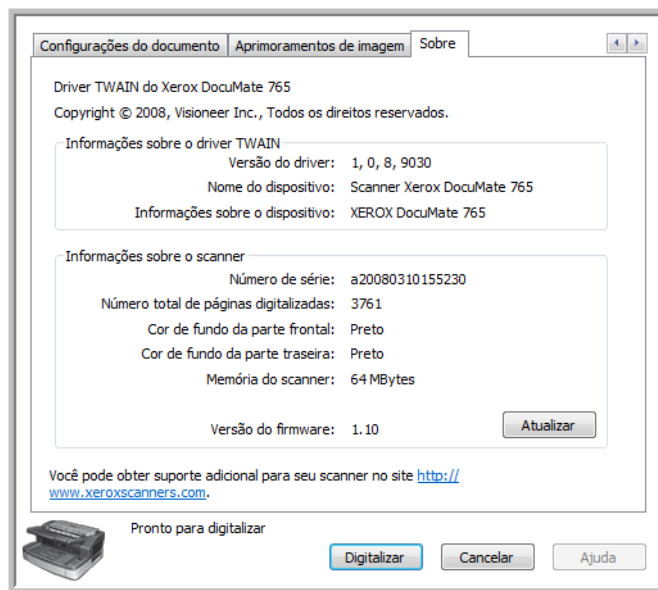 Configurações do documento Aprimoramentos de imagem Sobre
Driver TWAIN do Xerox DocuMate 765
Copyright © 2008, Visioneer Inc., Todos os direitos reservados.
Informações sobre o driver TWAIN
Versão do driver: 1, 0, 8, 9030
Nome do dispositivo: Scanner Xerox DocuMate 765
Informações sobre o dispositivo: XEROX DocuMate 765
Informações sobre o scanner
Número de série: a20080310155230
Número total de páginas digitalizadas: 3761
Cor de fundo da parte frontal: Preto
Cor de fundo da parte traseira: Preto
Memória do scanner: 64 MBytes
Versão do firmware: 1.10 Atualizar
Você pode obter suporte adicional para seu scanner no site http://
www.xeroxscanners.com.
Pronto para digitalizar
Digitalizar Cancelar Ajuda